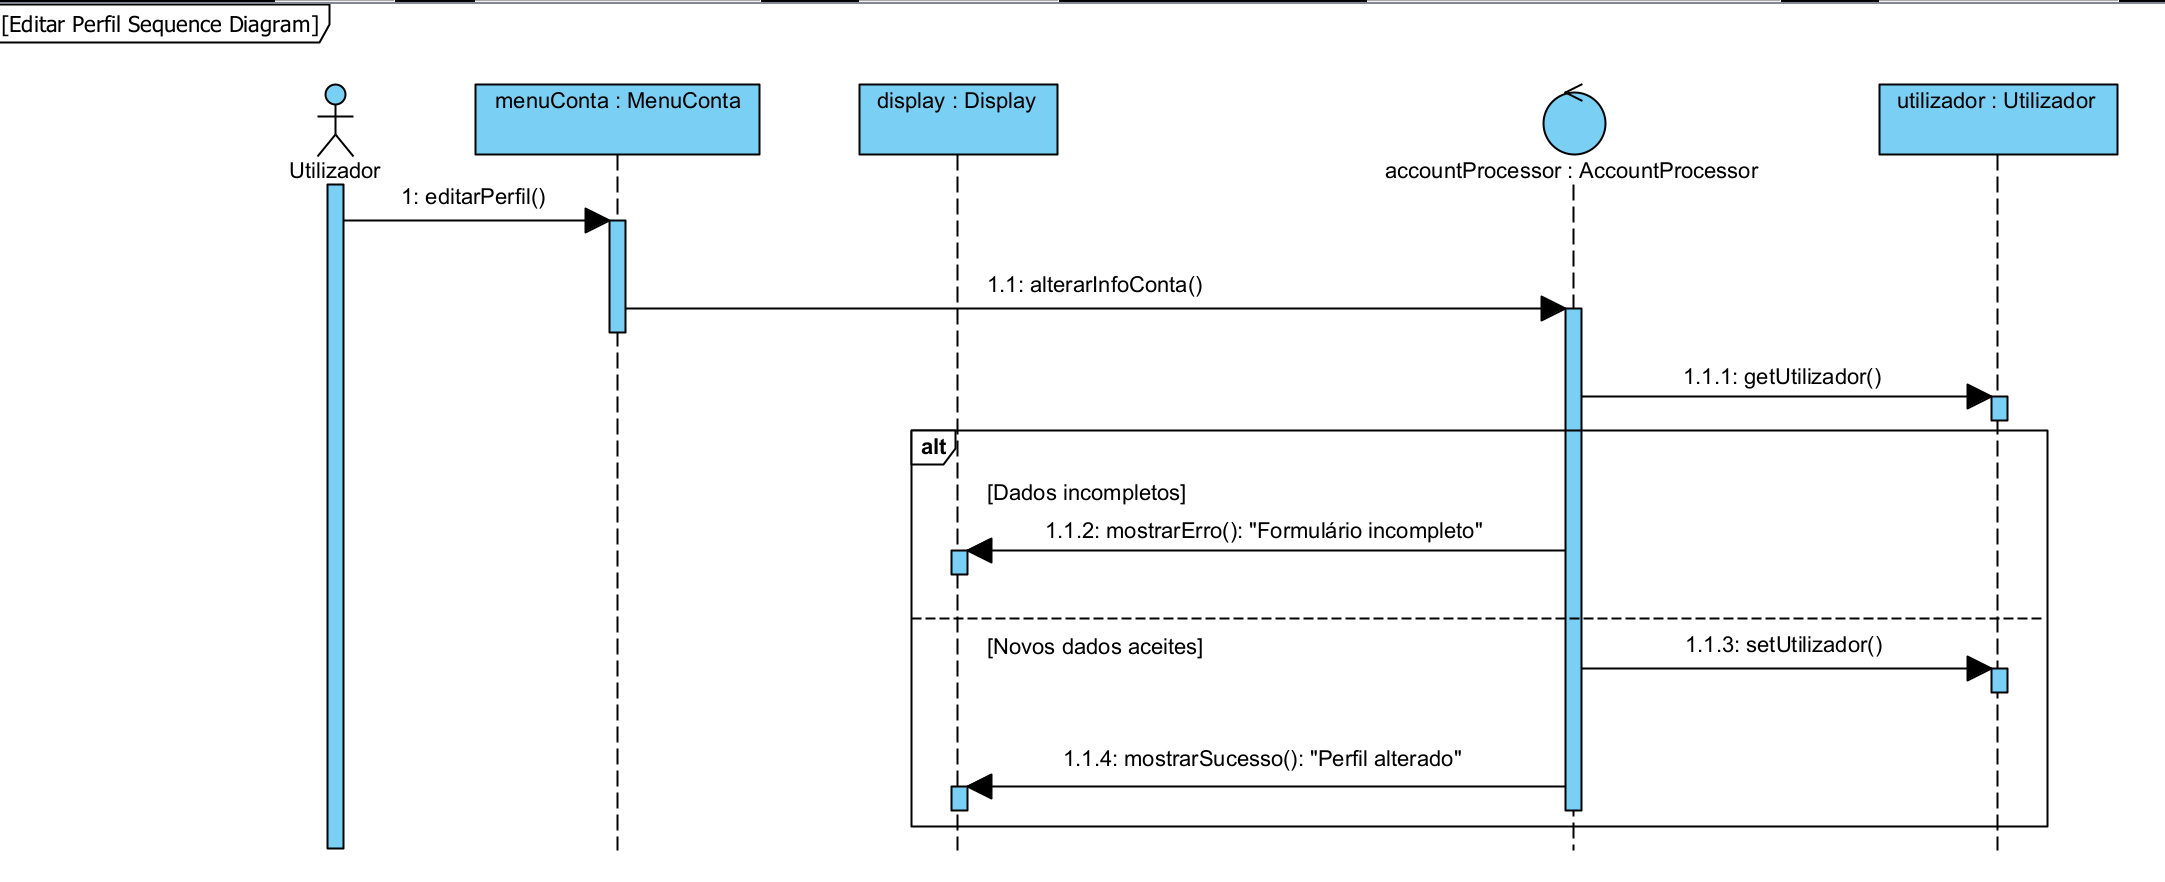 [Editar Perfil Sequence Diagram]
menuConta : MenuConta
display : Display
utilizador : Utilizador
Utilizador
accountProcessor : AccountProcessor
1: editarPerfil()
1.1: alterarInfoConta()
1.1.1: getUtilizador()
alt
[Dados incompletos]
1.1.2: mostrarErro(): "Formulário incompleto"
[Novos dados aceites]
1.1.3: setUtilizador()
1.1.4: mostrarSucesso(): "Perfil alterado"